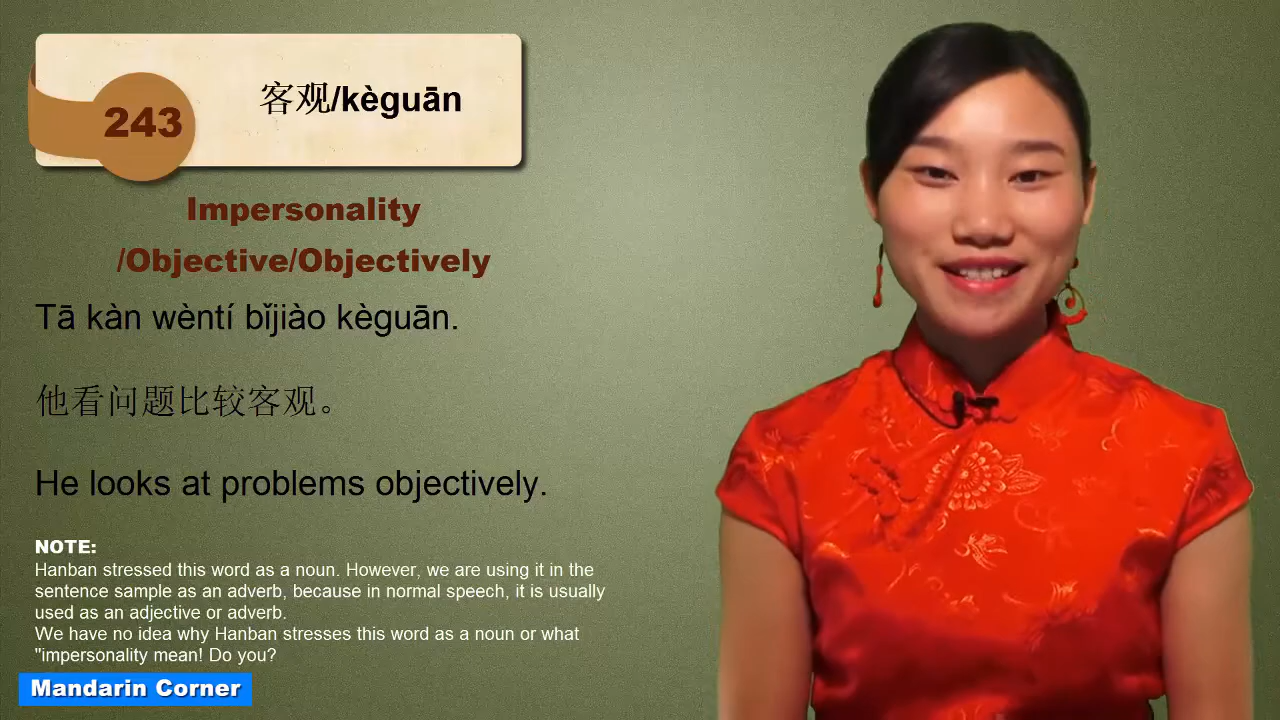 243
客观/kèguān
Impersonality
/Objective/Objectively
Tā kàn wèntí bǐjiào kèguān.
他看问题比较客观。
He looks at problems objectively.
NOTE:
Hanban stressed this word as a noun. However, we are using it in the
sentence sample as an adverb, because in normal speech, it is usually
used as an adjective or adverb.
We have no idea why Hanban stresses this word as a noun or what
"impersonality mean! Do you?
Mandarin Corner